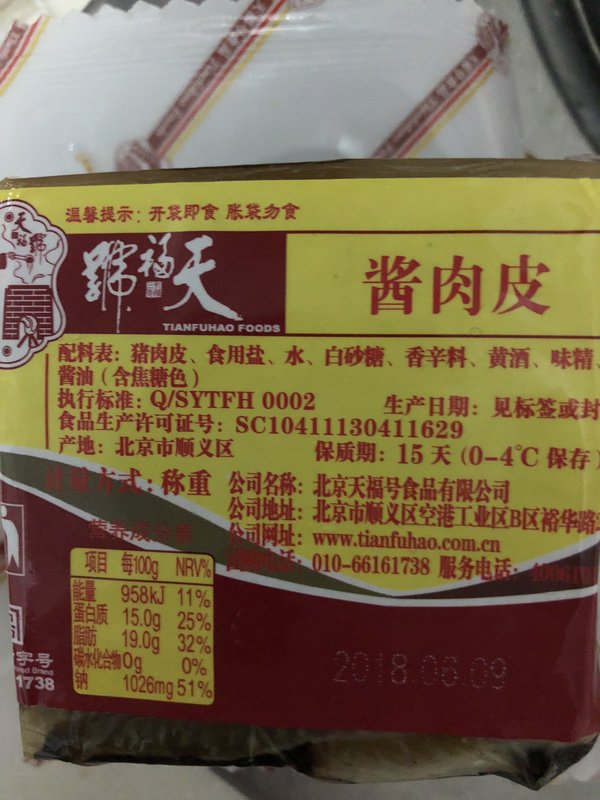 温馨提示：开袋即食 胀袋勿食
天福號
號福天
TIANFUHAO FOODS
酱肉皮
配料表：猪肉皮、食用盐、水、白砂糖、香辛料、黄酒、味精、
酱油（含焦糖色）
执行标准：Q/SYTFH 0002
生产日期：见标签或封
食品生产许可证号：SC10411130411629
产地：北京市顺义区
保质期：15天（0-4℃保存）
计量方式：称重
公司名称：北京天福号食品有限公司
公司地址：北京市顺义区空港工业区B区裕华路
公司网址：www.tianfuhao.com.cn
电话：010-66161738 服务电话：
营养成分表
项目 每100g NRV%
能量 958kJ 11%
蛋白质 15.0g 25%
脂肪 19.0g 32%
碳水化合物 0g 0%
钠 1026mg 51%
字号
Brand
1738
2018.06.09